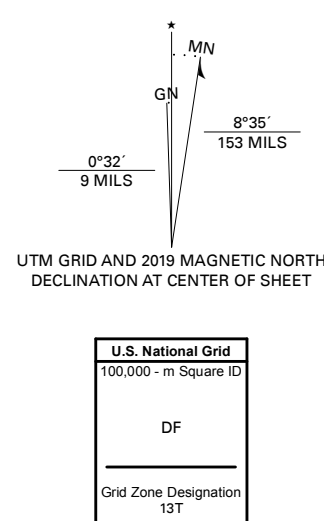 ★
MN
GN
8°35´
153 MILS
0°32´
9 MILS
UTM GRID AND 2019 MAGNETIC NORTH
DECLINATION AT CENTER OF SHEET
U.S. National Grid
100,000 - m Square ID
DF
Grid Zone Designation
13T